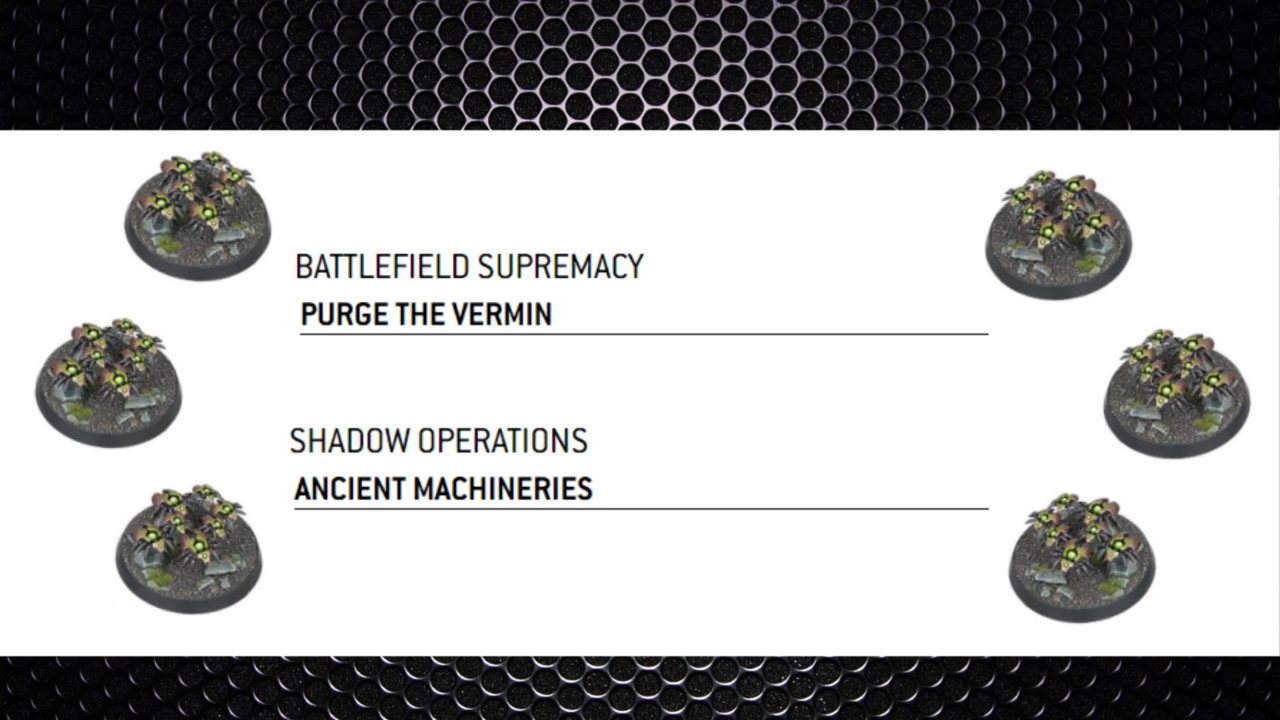 BATTLEFIELD SUPREMACY
PURGE THE VERMIN
SHADOW OPERATIONS
ANCIENT MACHINERIES